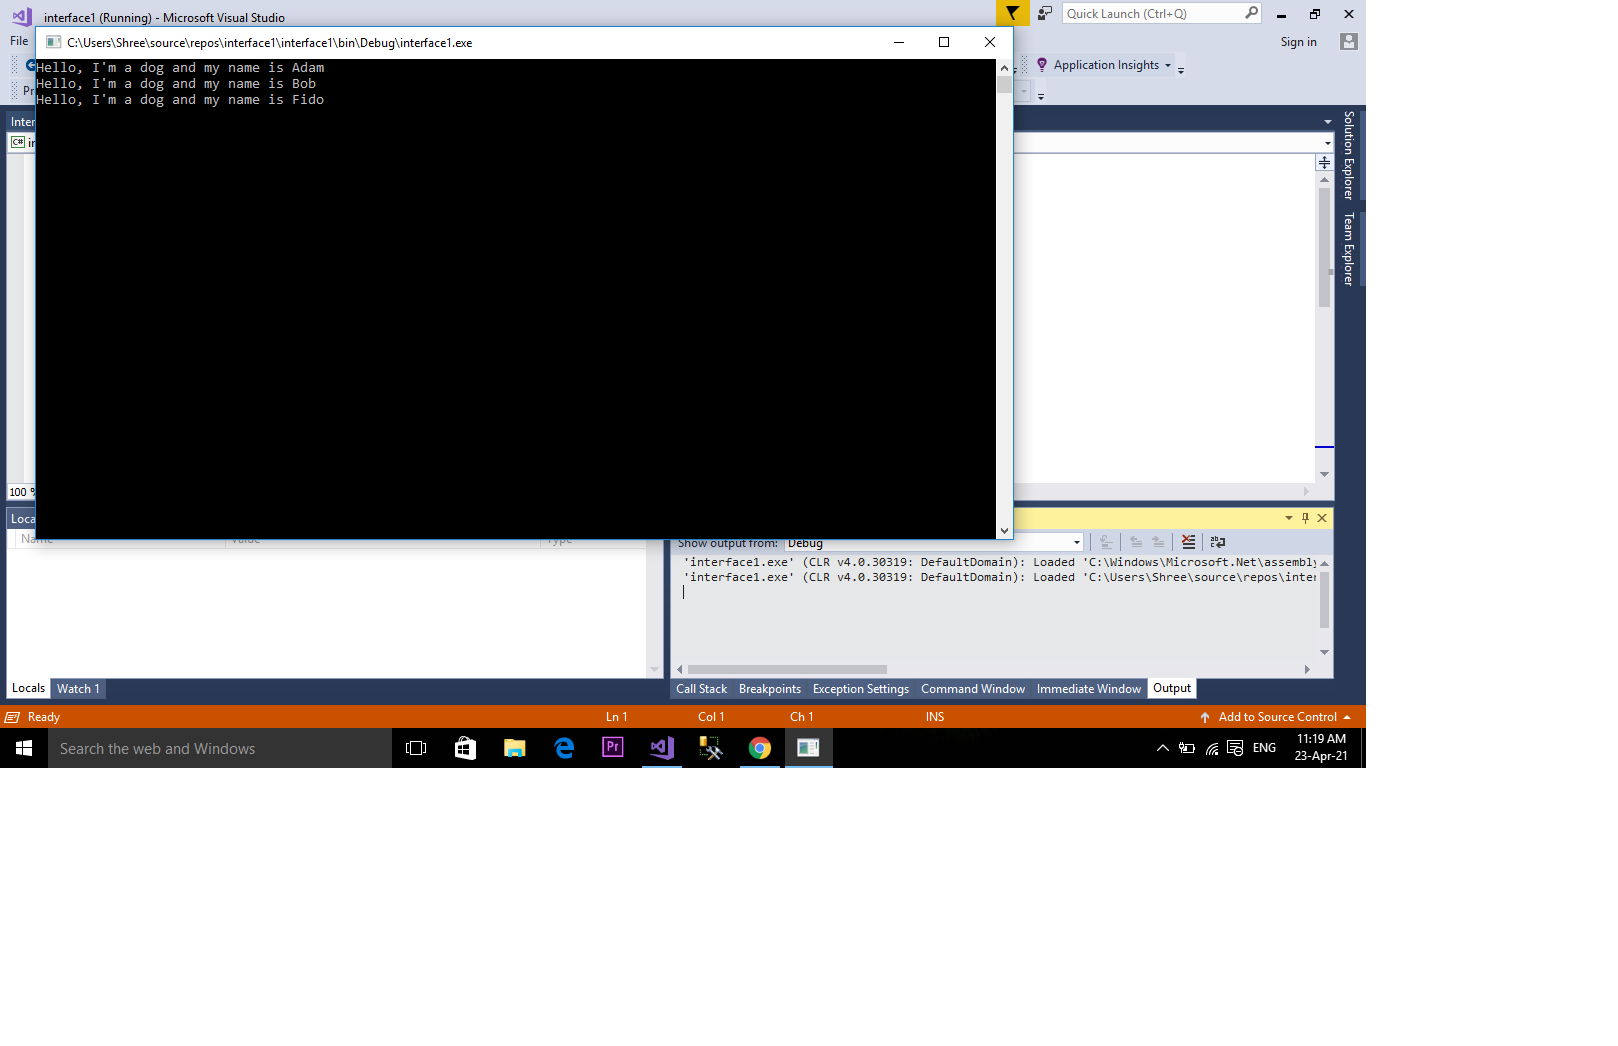 interface1 (Running) - Microsoft Visual Studio
Quick Launch (Ctrl+Q)
File
Sign in
C:\Users\Shree\source\repos\interface1\interface1\bin\Debug\interface1.exe
Application Insights
Hello, I'm a dog and my name is Adam
Hello, I'm a dog and my name is Bob
Hello, I'm a dog and my name is Fido
Solution Explorer
Team Explorer
C#
100 %
Name Value Type
Show output from: Debug
'interface1.exe' (CLR v4.0.30319: DefaultDomain): Loaded 'C:\Windows\Microsoft.Net\assembly
'interface1.exe' (CLR v4.0.30319: DefaultDomain): Loaded 'C:\Users\Shree\source\repos\inter
Locals Watch 1
Call Stack Breakpoints Exception Settings Command Window Immediate Window Output
Ready Ln 1 Col 1 Ch 1 INS Add to Source Control
Search the web and Windows
Pr
ENG
11:19 AM
23-Apr-21